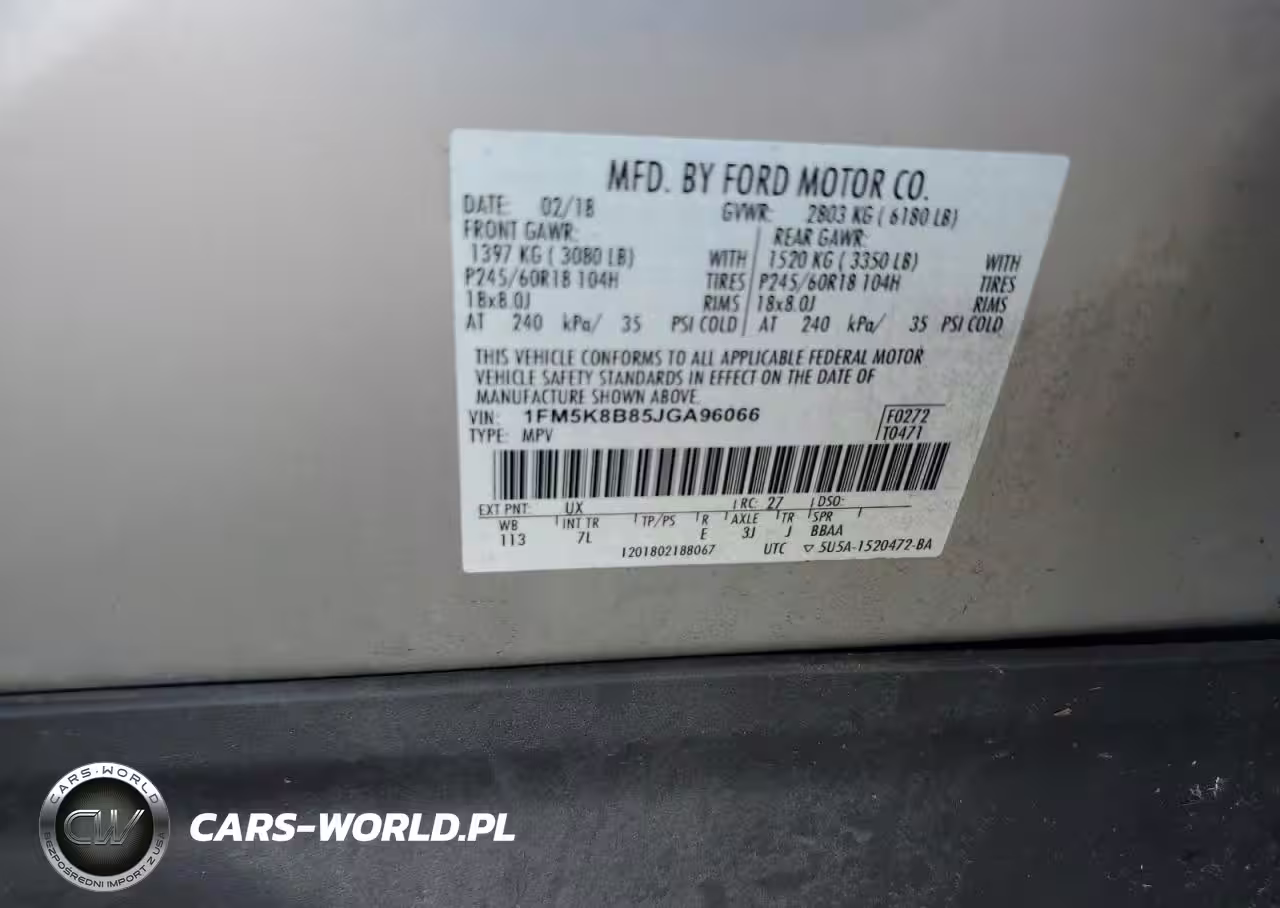 MFD. BY FORD MOTOR CO.
DATE: 02/18 GVWR: 2803 KG ( 6180 LB)
FRONT GAWR: REAR GAWR:
1397 KG ( 3080 LB) WITH 1520 KG ( 3350 LB) WITH
P245/60R18 104H TIRES P245/60R18 104H TIRES
18x8.0J RIMS 18x8.0J RIMS
AT 240 kPa/ 35 PSI COLD AT 240 kPa/ 35 PSI COLD
THIS VEHICLE CONFORMS TO ALL APPLICABLE FEDERAL MOTOR
VEHICLE SAFETY STANDARDS IN EFFECT ON THE DATE OF
MANUFACTURE SHOWN ABOVE.
VIN: 1FM5K8B85JGA96066 F0272
TYPE: MPV T0471
EXT PNT: UX RC: 27 DSO:
WB INT TR TP/PS R AXLE TR SPR
113 7L E 3J J BBAA
1201802188067 UTC ▽ 5U5A-1520472-BA
CARS-WORLD
CW
BEZPOŚREDNI IMPORT Z USA
CARS-WORLD.PL